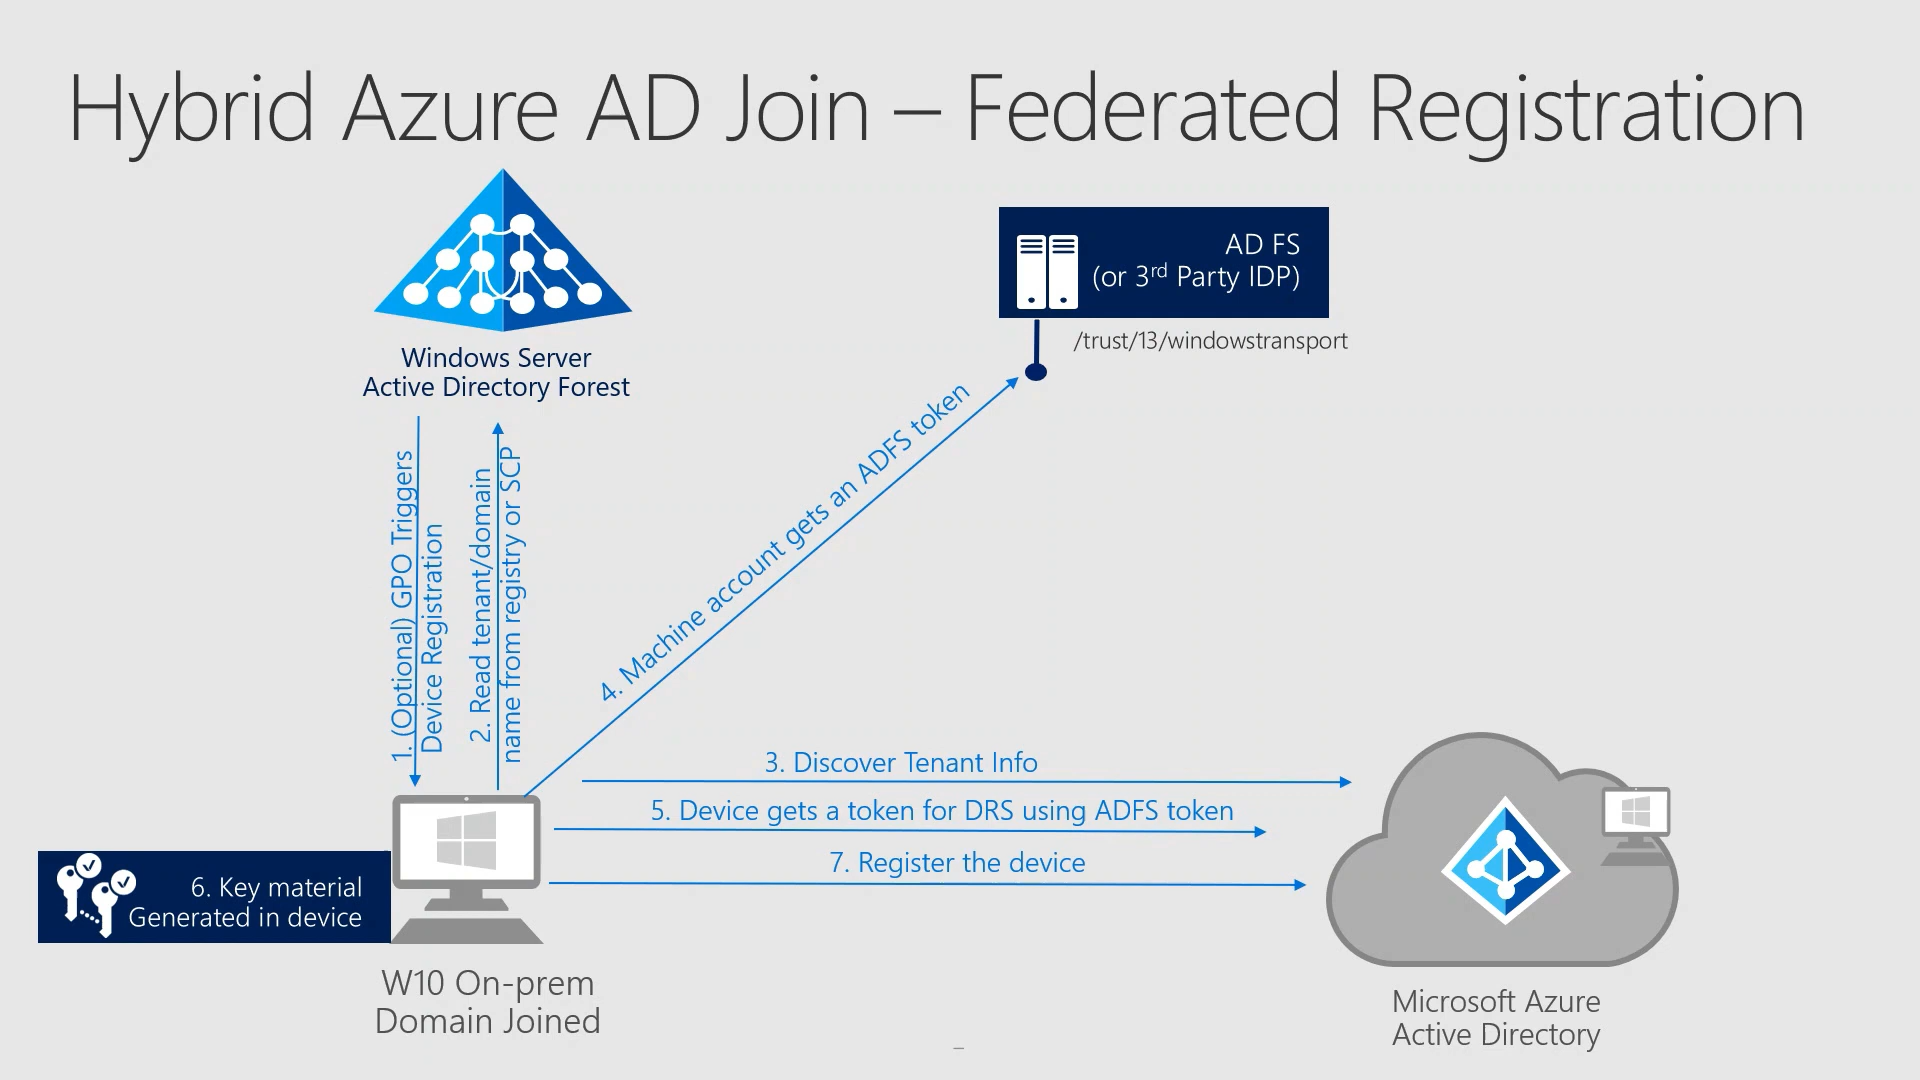 Hybrid Azure AD Join – Federated Registration
AD FS
(or 3rd Party IDP)
/trust/13/windowstransport
Windows Server
Active Directory Forest
1. (Optional) GPO Triggers
Device Registration
2. Read tenant/domain
name from registry or SCP
4. Machine account gets an ADFS token
3. Discover Tenant Info
5. Device gets a token for DRS using ADFS token
7. Register the device
6. Key material
Generated in device
W10 On-prem
Domain Joined
Microsoft Azure
Active Directory